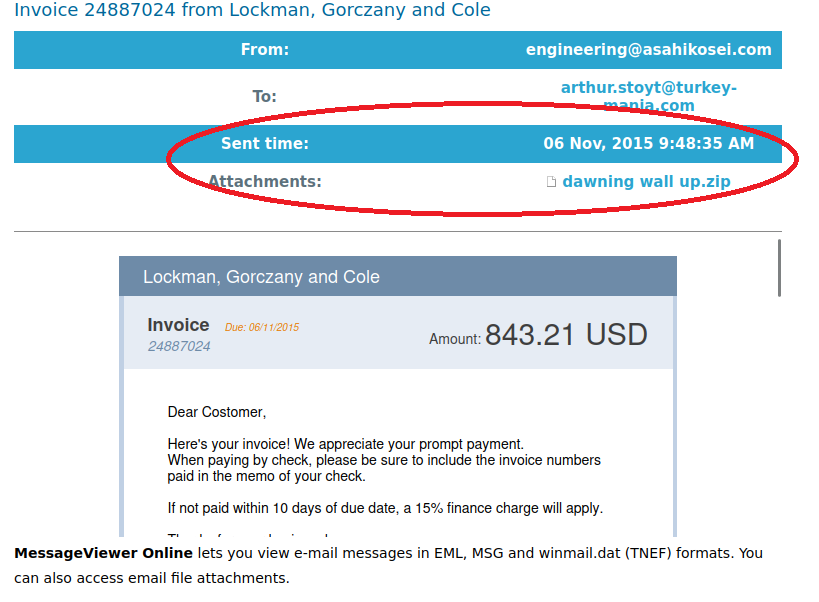 Invoice 24887024 from Lockman, Gorczany and Cole
From: engineering@asahikosei.com
To: arthur.stoyt@turkey-
mania.com
Sent time: 06 Nov, 2015 9:48:35 AM
Attachments: dawning wall up.zip
Lockman, Gorczany and Cole
Invoice Due: 06/11/2015
24887024
Amount: 843.21 USD
Dear Costomer,
Here's your invoice! We appreciate your prompt payment.
When paying by check, please be sure to include the invoice numbers
paid in the memo of your check.
If not paid within 10 days of due date, a 15% finance charge will apply.
MessageViewer Online lets you view e-mail messages in EML, MSG and winmail.dat (TNEF) formats. You
can also access email file attachments.